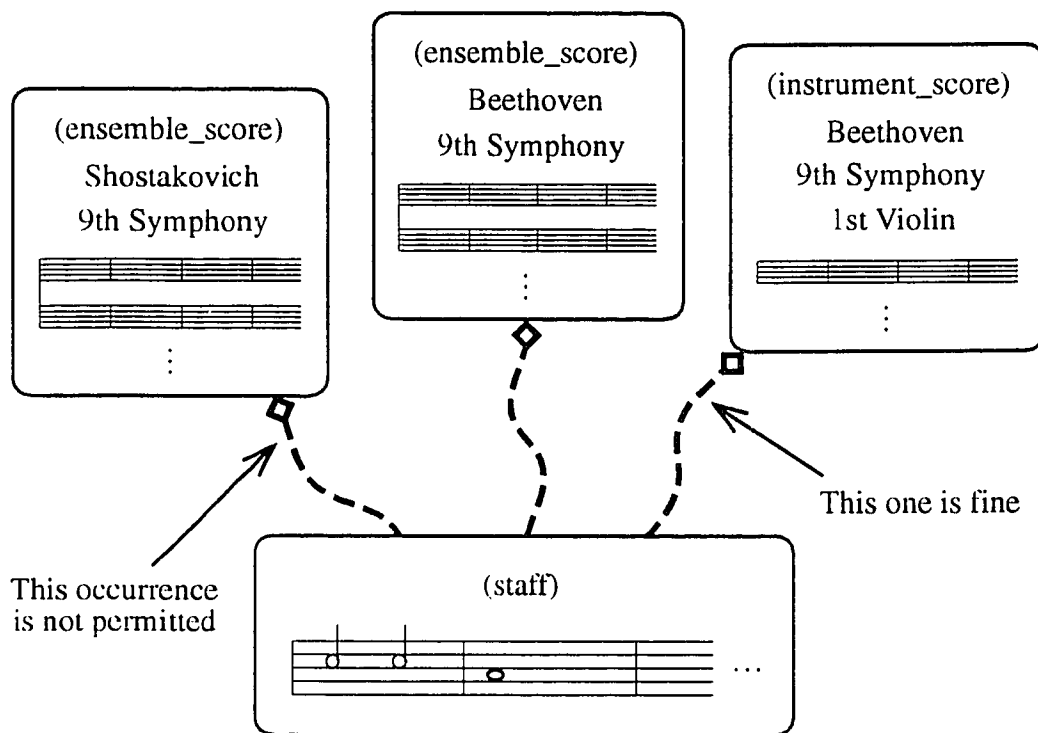 (ensemble_score)
Shostakovich
9th Symphony
(ensemble_score)
Beethoven
9th Symphony
(instrument_score)
Beethoven
9th Symphony
1st Violin
This occurrence
is not permitted
This one is fine
(staff)